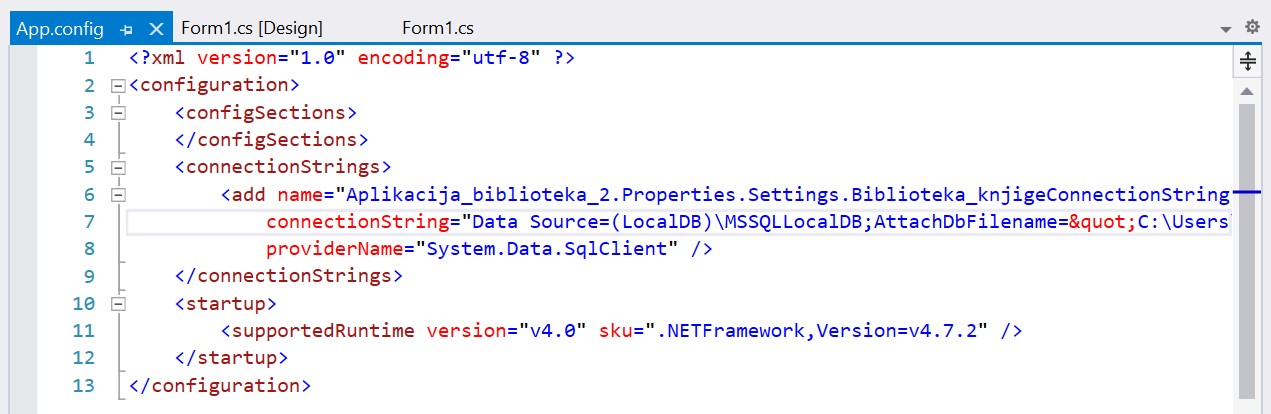 App.config Form1.cs [Design] Form1.cs
1 <?xml version="1.0" encoding="utf-8" ?>
2 <configuration>
3 <configSections>
4 </configSections>
5 <connectionStrings>
6 <add name="Aplikacija_biblioteka_2.Properties.Settings.Biblioteka_knjigeConnectionString
7 connectionString="Data Source=(LocalDB)\MSSQLLocalDB;AttachDbFilename=&quot;C:\Users
8 providerName="System.Data.SqlClient" />
9 </connectionStrings>
10 <startup>
11 <supportedRuntime version="v4.0" sku=".NETFramework,Version=v4.7.2" />
12 </startup>
13 </configuration>